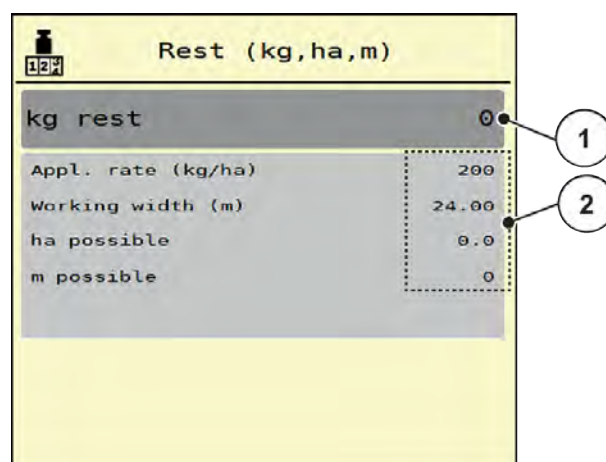 Rest (kg,ha,m)
kg rest 0
1
Appl. rate (kg/ha) 200
Working width (m) 24.00
2
ha possible 0.0
m possible 0